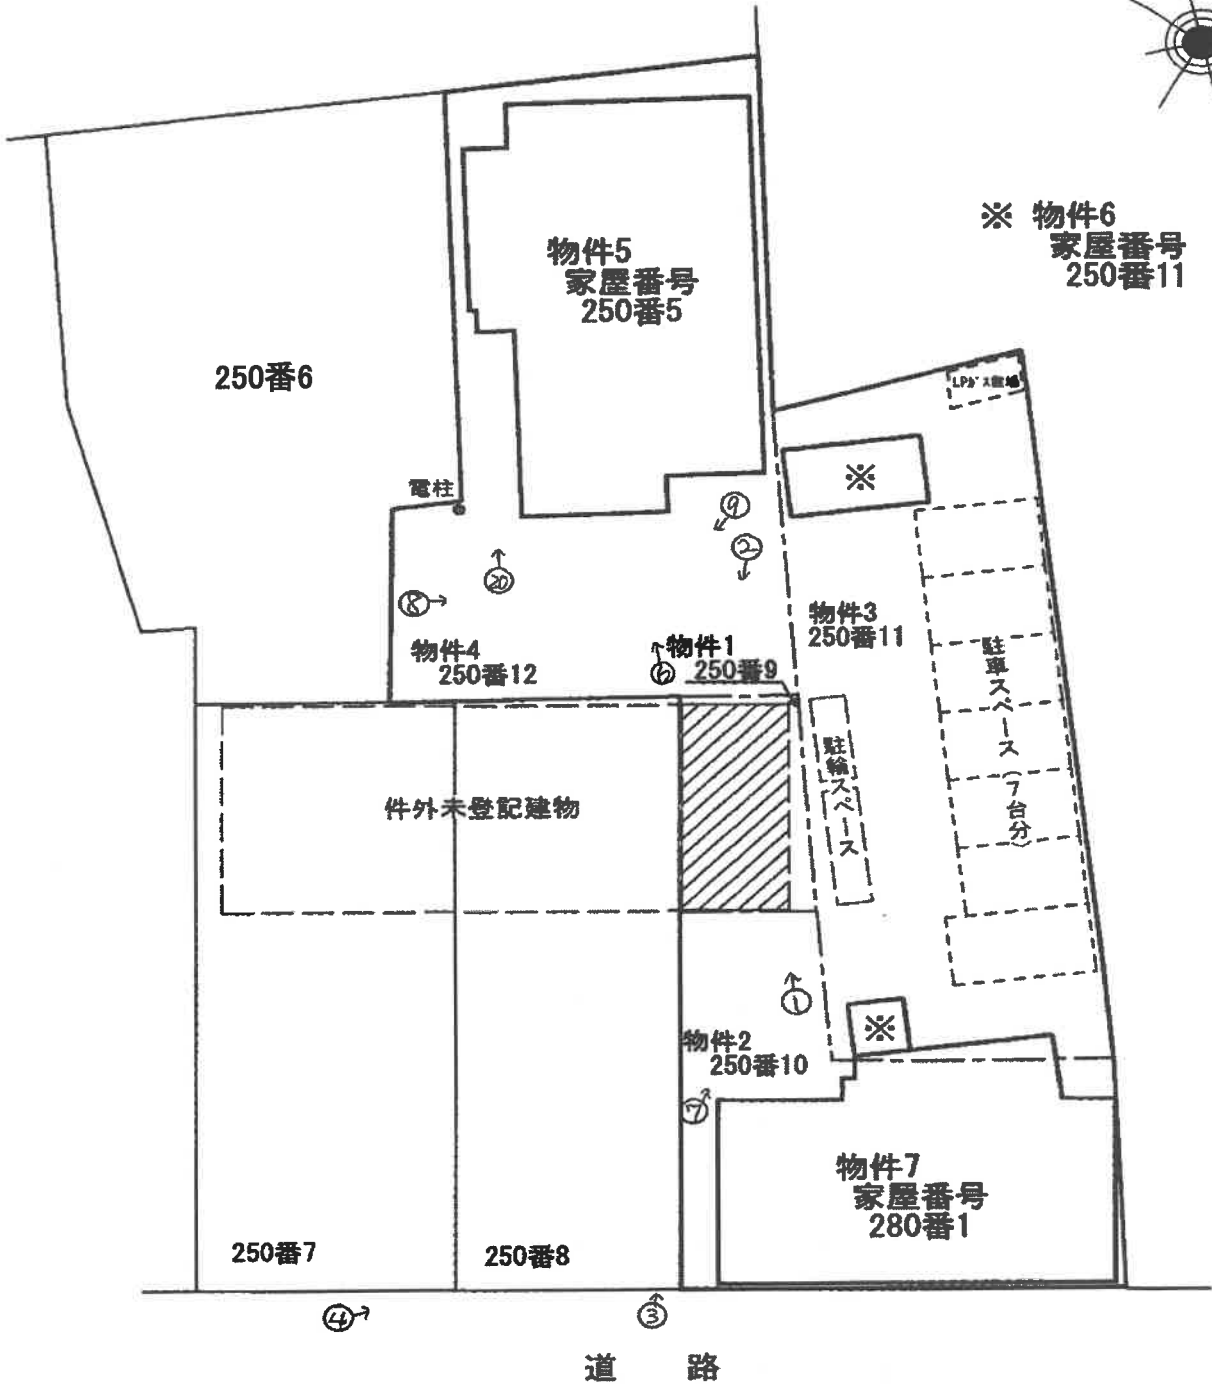 ※ 物件6
家屋番号
250番11
物件5
家屋番号
250番5
250番6
LPガス置場
※
電柱
⑨
②
⑳
⑧
物件3
250番11
物件4
250番12
⑥
物件1
250番9
駐車スペース(7台分)
駐輪スペース
件外未登記建物
①
※
物件2
250番10
⑦
物件7
家屋番号
280番1
250番7
250番8
④
③
道 路